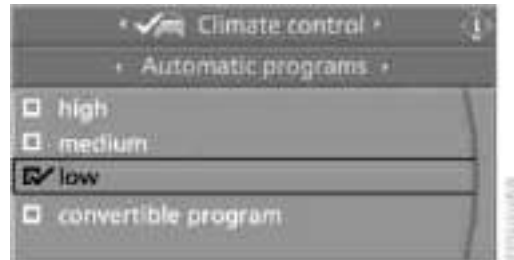 Climate control
Automatic programs
high
medium
low
convertible program